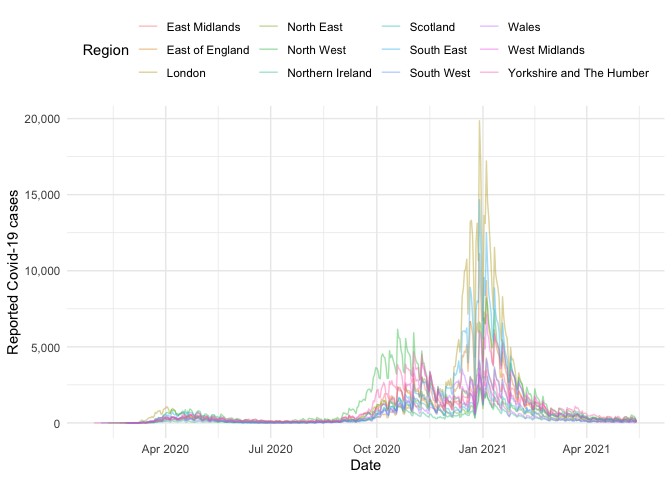 East Midlands North East Scotland Wales
Region East of England North West South East West Midlands
London Northern Ireland South West Yorkshire and The Humber
20,000
15,000
10,000
5,000
0
Reported Covid-19 cases
Apr 2020 Jul 2020 Oct 2020 Jan 2021 Apr 2021
Date